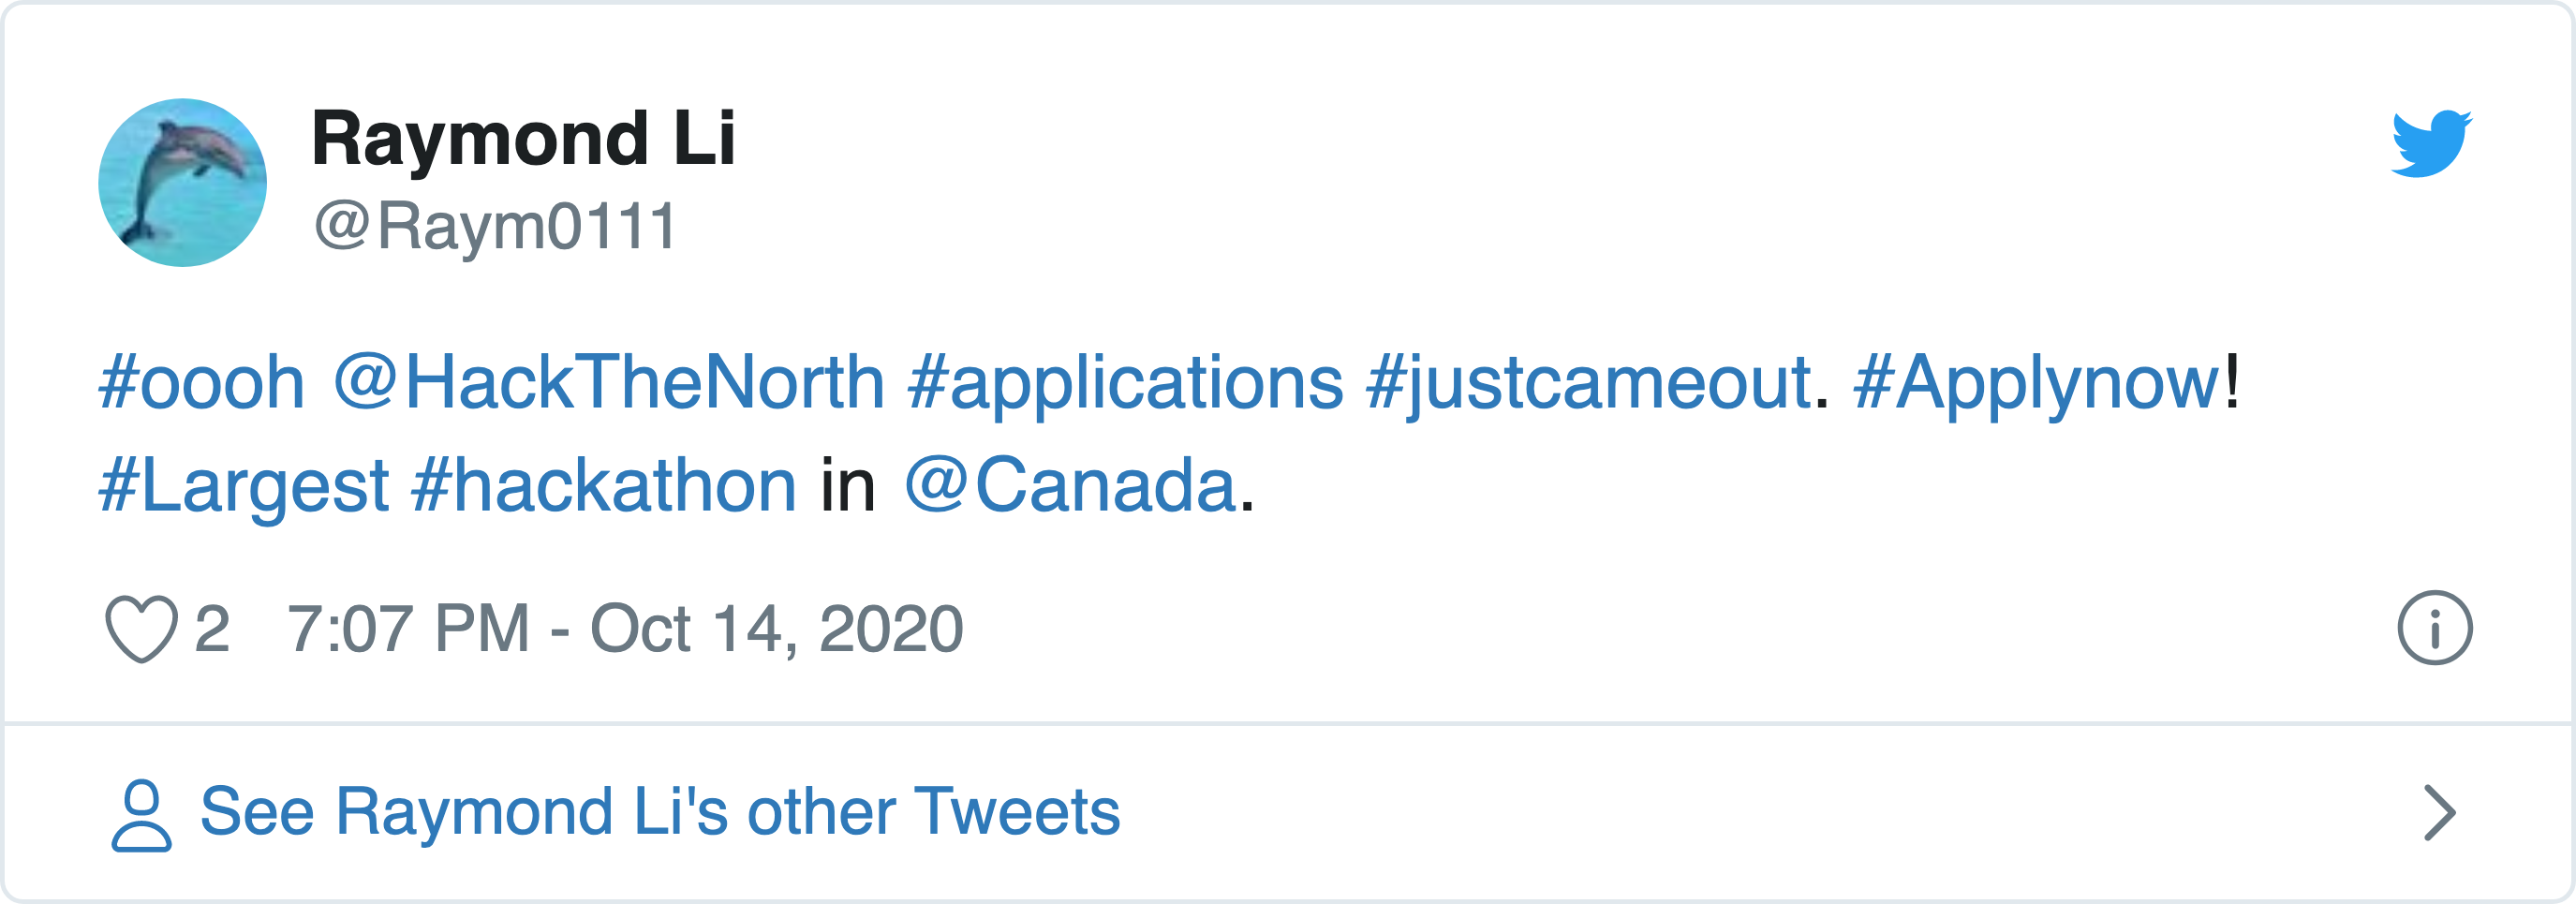 Raymond Li
@Raym0111
#oooh @HackTheNorth #applications #justcameout. #Applynow!
#Largest #hackathon in @Canada.
2 7:07 PM - Oct 14, 2020
See Raymond Li's other Tweets